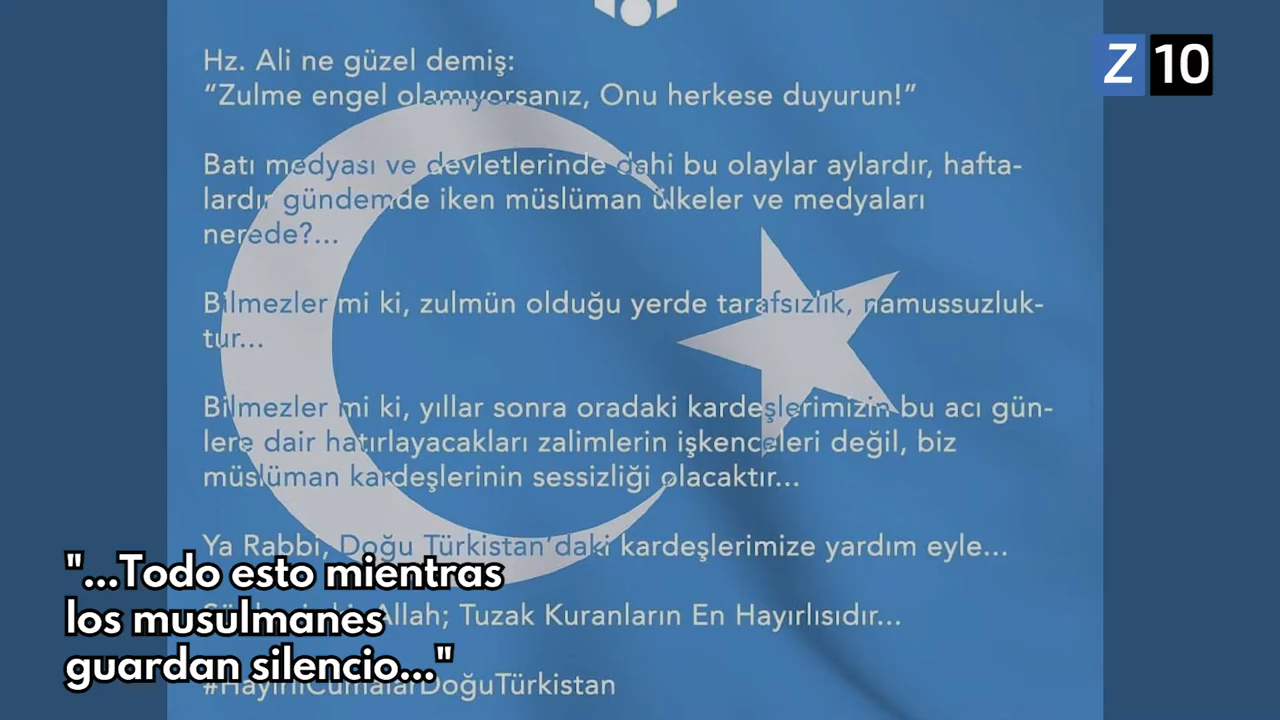 Hz. Ali ne güzel demiş:
“Zulme engel olamıyorsanız, Onu herkese duyurun!”
Z 10
Batı medyası ve devletlerinde dahi bu olaylar aylardır, hafta-
lardır gündemde iken müslüman ülkeler ve medyaları
nerede?...
Bilmezler mi ki, zulmün olduğu yerde tarafsızlık, namussuzluk-
tur...
Bilmezler mi ki, yıllar sonra oradaki kardeşlerimizin bu acı gün-
lere dair hatırlayacakları zalimlerin işkenceleri değil, biz
müslüman kardeşlerinin sessizliği olacaktır...
Ya Rabbi, Doğu Türkistan’daki kardeşlerimize yardım eyle...
Allah; Tuzak Kuranların En Hayırlısıdır...
#HayırlıCumalarDoğuTürkistan
"...Todo esto mientras
los musulmanes
guardan silencio..."